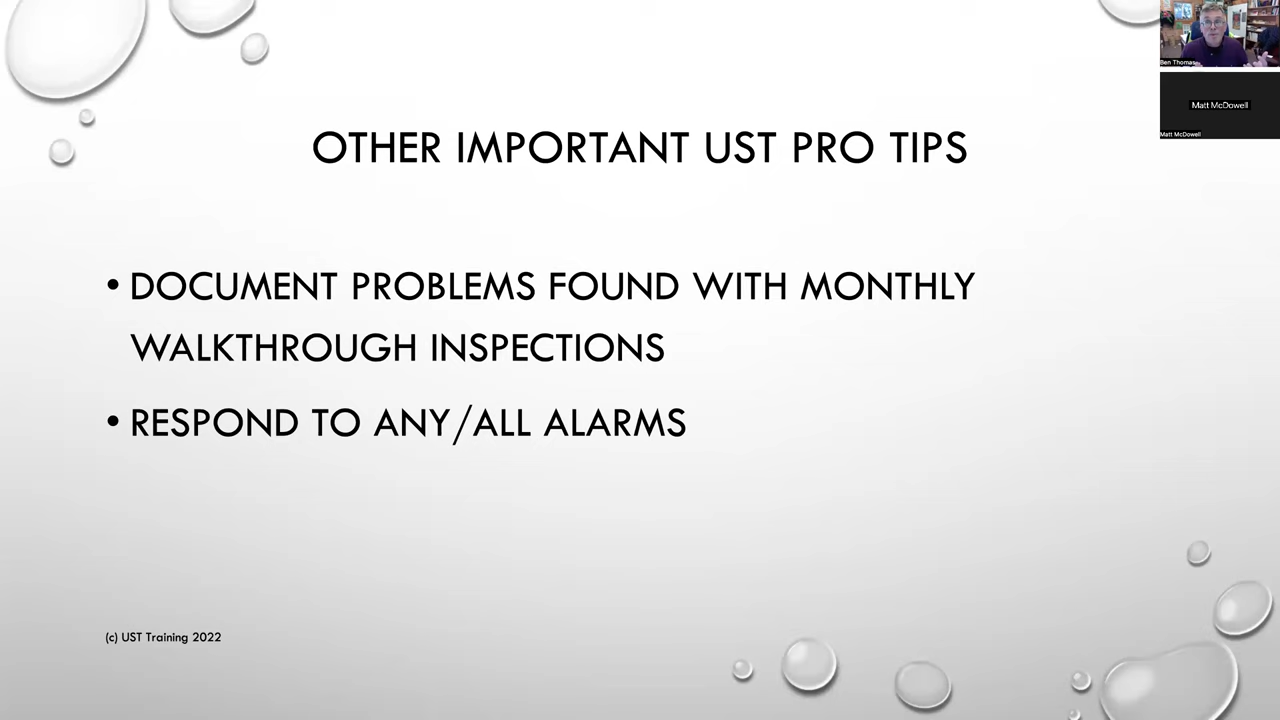 OTHER IMPORTANT UST PRO TIPS
• DOCUMENT PROBLEMS FOUND WITH MONTHLY
WALKTHROUGH INSPECTIONS
• RESPOND TO ANY/ALL ALARMS
(c) UST Training 2022
Ben Thomas
Matt McDowell
Matt McDowell